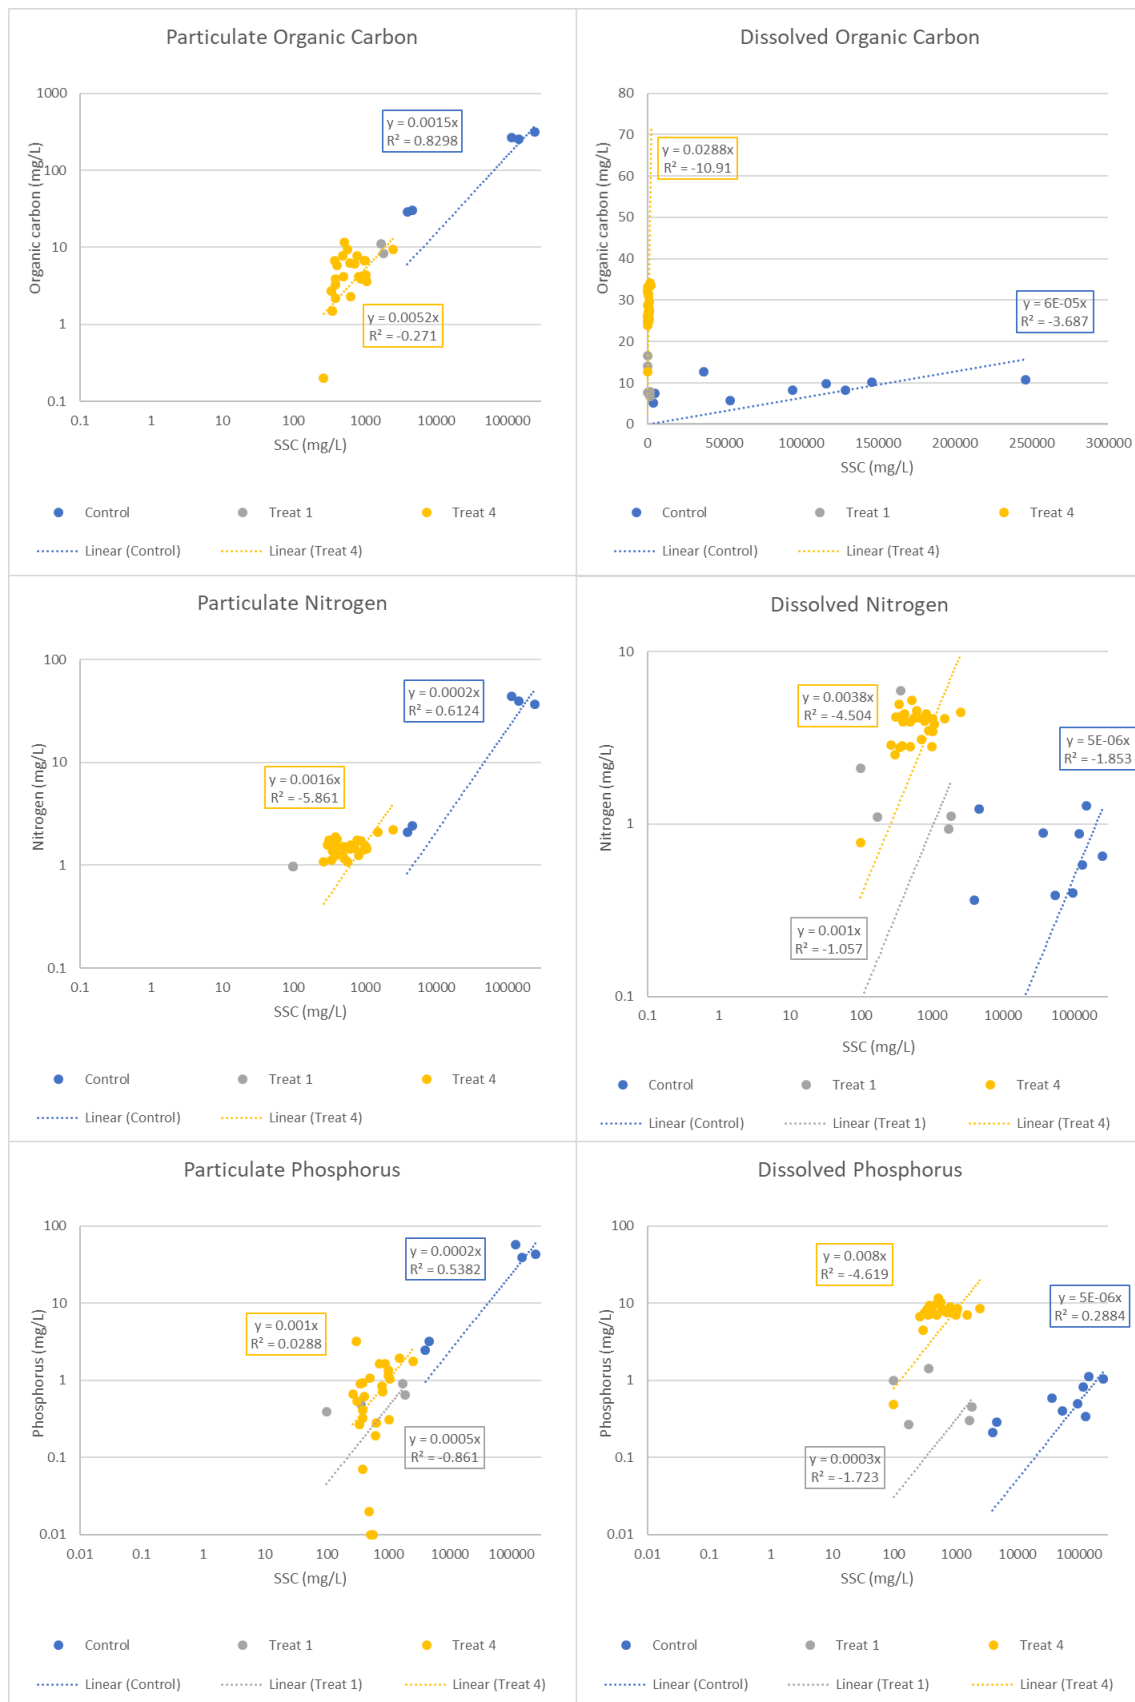 Particulate Organic Carbon
Organic carbon (mg/L)
1000
100
10
1
0.1
y = 0.0015x
R² = 0.8298
y = 0.0052x
R² = -0.271
0.1 1 10 100 1000 10000 100000
SSC (mg/L)
Control Treat 1 Treat 4
Linear (Control) Linear (Treat 4)
Dissolved Organic Carbon
Organic carbon (mg/L)
80
70
60
50
40
30
20
10
0
y = 0.0288x
R² = -10.91
y = 6E-05x
R² = -3.687
0 50000 100000 150000 200000 250000 300000
SSC (mg/L)
Control Treat 1 Treat 4
Linear (Control) Linear (Treat 4)
Particulate Nitrogen
Nitrogen (mg/L)
100
10
1
0.1
y = 0.0002x
R² = 0.6124
y = 0.0016x
R² = -5.861
0.1 1 10 100 1000 10000 100000
SSC (mg/L)
Control Treat 1 Treat 4
Linear (Control) Linear (Treat 4)
Dissolved Nitrogen
Nitrogen (mg/L)
10
1
0.1
y = 0.0038x
R² = -4.504
y = 5E-06x
R² = -1.853
y = 0.001x
R² = -1.057
0.1 1 10 100 1000 10000 100000
SSC (mg/L)
Control Treat 1 Treat 4
Linear (Control) Linear (Treat 1) Linear (Treat 4)
Particulate Phosphorus
Phosphorus (mg/L)
100
10
1
0.1
0.01
y = 0.0002x
R² = 0.5382
y = 0.001x
R² = 0.0288
y = 0.0005x
R² = -0.861
0.01 0.1 1 10 100 1000 10000 100000
SSC (mg/L)
Control Treat 1 Treat 4
Linear (Control) Linear (Treat 1) Linear (Treat 4)
Dissolved Phosphorus
Phosphorus (mg/L)
100
10
1
0.1
0.01
y = 0.008x
R² = -4.619
y = 5E-06x
R² = 0.2884
y = 0.0003x
R² = -1.723
0.01 0.1 1 10 100 1000 10000 100000
SSC (mg/L)
Control Treat 1 Treat 4
Linear (Control) Linear (Treat 1) Linear (Treat 4)